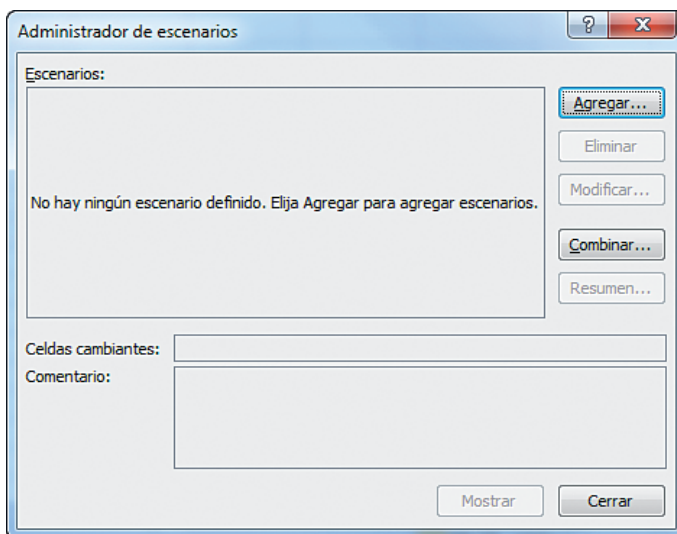 Administrador de escenarios
?
Escenarios:
No hay ningún escenario definido. Elija Agregar para agregar escenarios.
Agregar...
Eliminar
Modificar...
Combinar...
Resumen...
Celdas cambiantes:
Comentario:
Mostrar
Cerrar